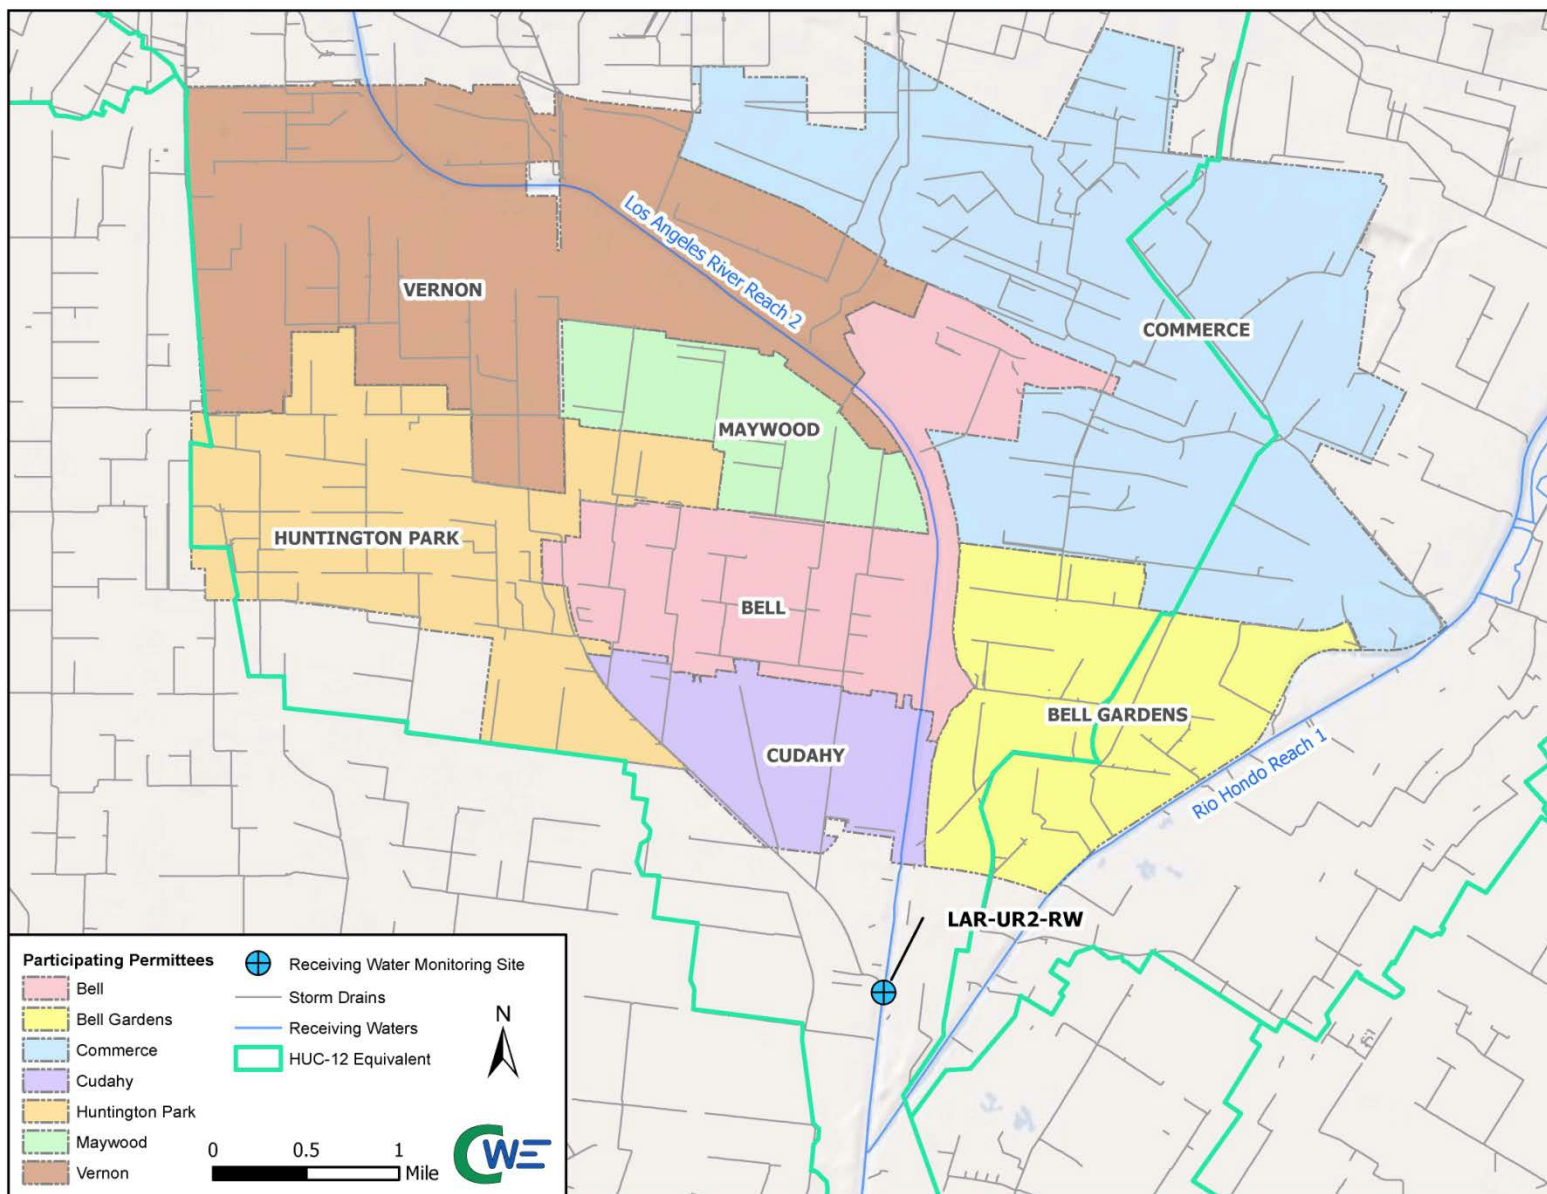 Los Angeles River Reach 2
VERNON
COMMERCE
MAYWOOD
HUNTINGTON PARK
BELL
BELL GARDENS
CUDAHY
Rio Hondo Reach 1
LAR-UR2-RW
Participating Permittees
Bell
Bell Gardens
Commerce
Cudahy
Huntington Park
Maywood
Vernon
Receiving Water Monitoring Site
Storm Drains
Receiving Waters
HUC-12 Equivalent
N
0 0.5 1
Mile
CWE